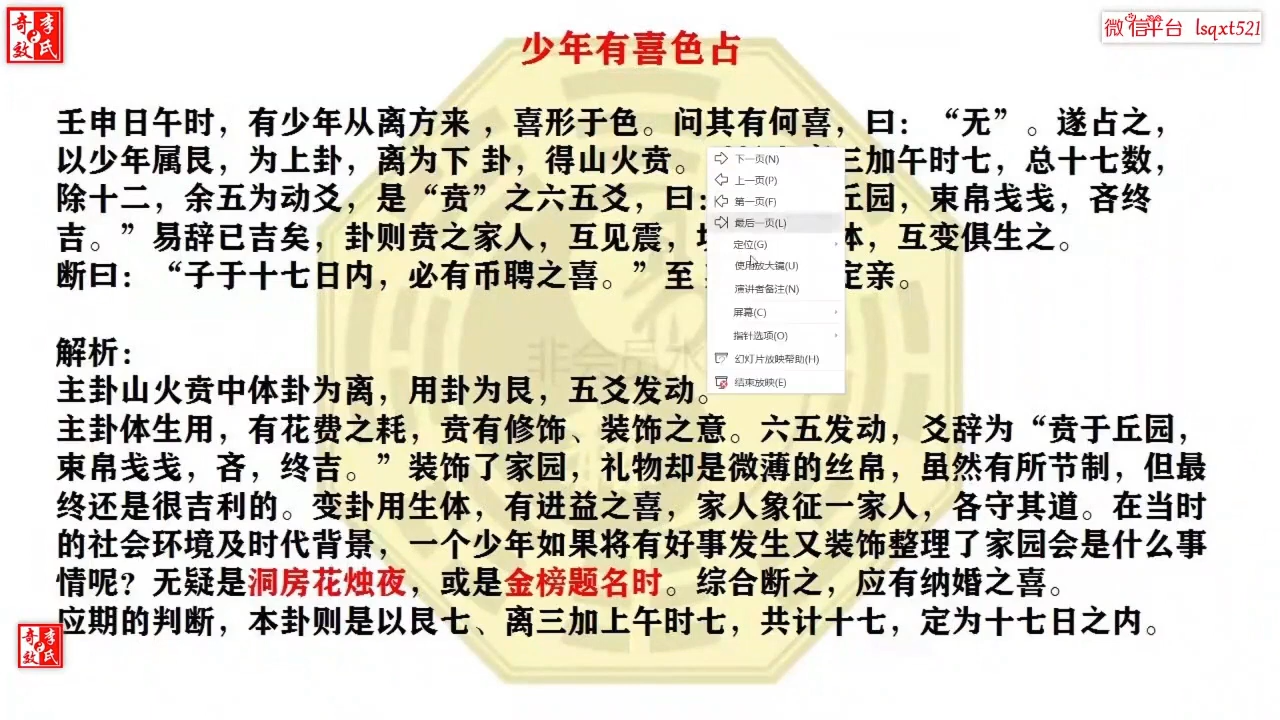 李氏奇效
微信平台 lsqxt521
少年有喜色占
壬申日午时，有少年从离方来 ，喜形于色。问其有何喜，曰：“无”。遂占之，
以少年属艮，为上卦，离为下 卦，得山火贲。 三加午时七，总十七数，
除十二，余五为动爻，是“贲”之六五爻，曰: 丘园，束帛戋戋，吝终
吉。”易辞已吉矣，卦则贲之家人，互见震， 体，互变俱生之。
断曰：“子于十七日内，必有币聘之喜。”至 定亲。
下一页(N)
上一页(P)
第一页(F)
最后一页(L)
定位(G)
使用放大镜(U)
演讲者备注(N)
屏幕(C)
指针选项(O)
幻灯片放映帮助(H)
结束放映(E)
非会员水
解析：
主卦山火贲中体卦为离，用卦为艮，五爻发动。
主卦体生用，有花费之耗，贲有修饰、装饰之意。六五发动，爻辞为“贲于丘园，
束帛戋戋，吝，终吉。”装饰了家园，礼物却是微薄的丝帛，虽然有所节制，但最
终还是很吉利的。变卦用生体，有进益之喜，家人象征一家人，各守其道。在当时
的社会环境及时代背景，一个少年如果将有好事发生又装饰整理了家园会是什么事
情呢？无疑是洞房花烛夜，或是金榜题名时。综合断之，应有纳婚之喜。
应期的判断，本卦则是以艮七、离三加上午时七，共计十七，定为十七日之内。
李氏奇效